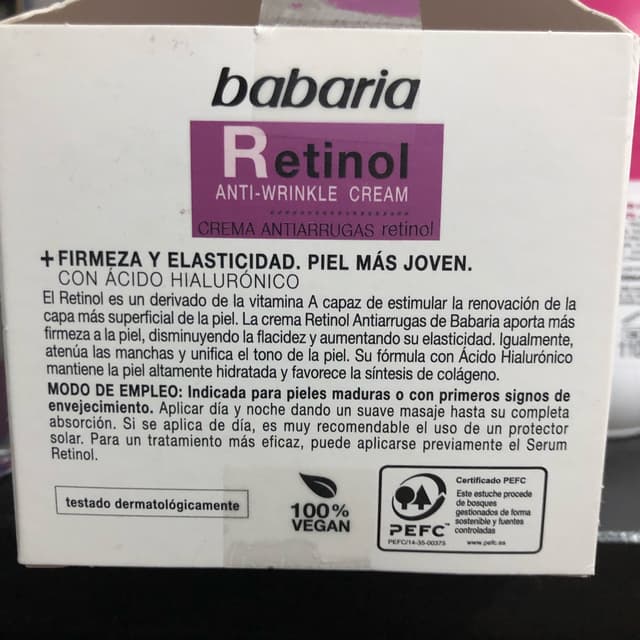 babaria
Retinol
ANTI-WRINKLE CREAM
CREMA ANTIARRUGAS retinol
+FIRMEZA Y ELASTICIDAD. PIEL MÁS JOVEN.
CON ÁCIDO HIALURÓNICO
El Retinol es un derivado de la vitamina A capaz de estimular la renovación de la
capa más superficial de la piel. La crema Retinol Antiarrugas de Babaria aporta más
firmeza a la piel, disminuyendo la flacidez y aumentando su elasticidad. Igualmente,
atenúa las manchas y unifica el tono de la piel. Su fórmula con Ácido Hialurónico
mantiene la piel altamente hidratada y favorece la síntesis de colágeno.
MODO DE EMPLEO: Indicada para pieles maduras o con primeros signos de
envejecimiento. Aplicar día y noche dando un suave masaje hasta su completa
absorción. Si se aplica de día, es muy recomendable el uso de un protector
solar. Para un tratamiento más eficaz, puede aplicarse previamente el Serum
Retinol.
testado dermatológicamente
100%
VEGAN
PEFC™
PEFC/14-35-00375
Certificado PEFC
Este estuche procede
de bosques
gestionados de forma
sostenible y fuentes
controladas
www.pefc.es